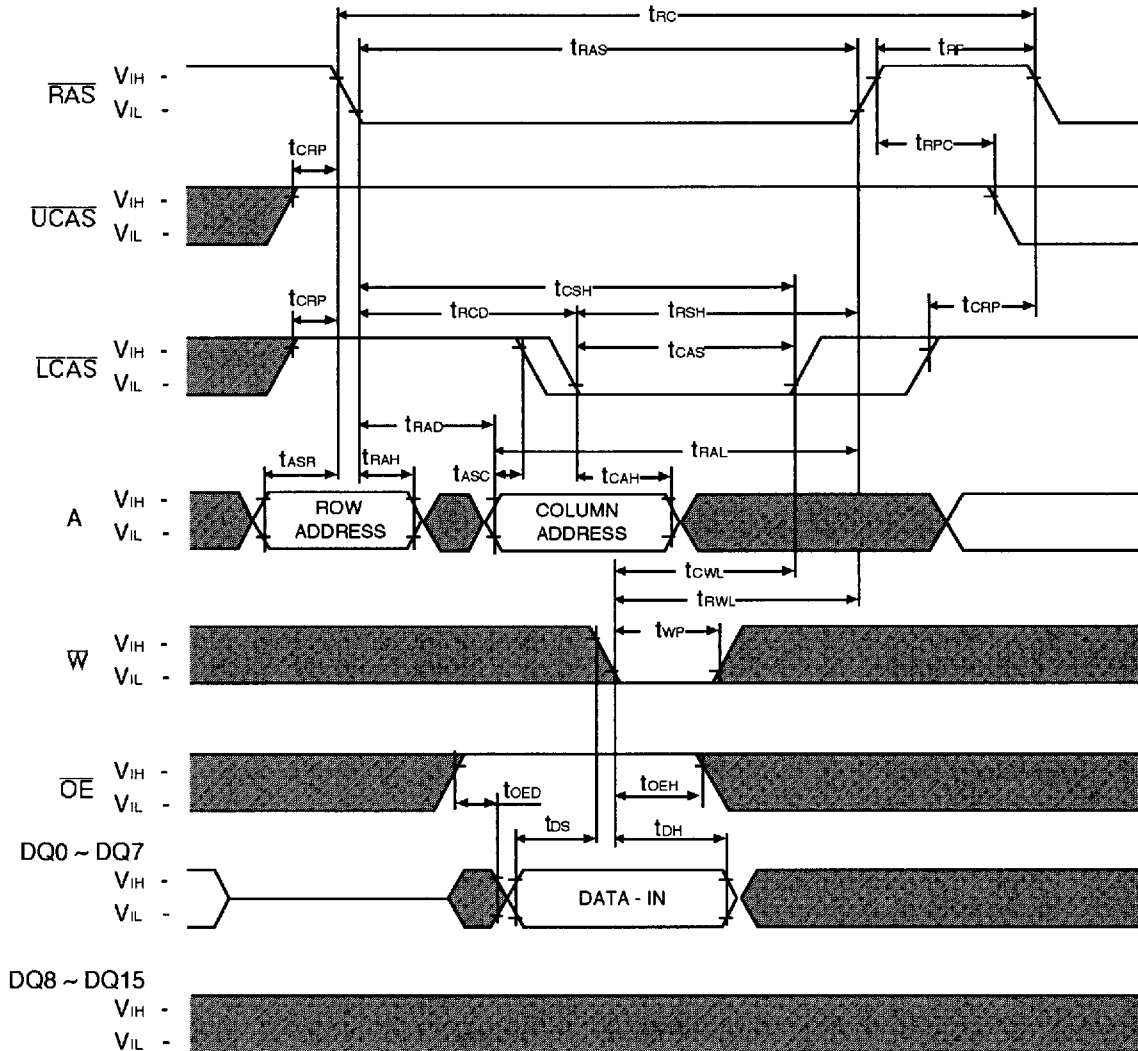 tRC
tRAS
tRP
RAS
VIH -
VIL -
tCRP
tRPC
UCAS
VIH -
VIL -
tCSH
tCRP
tRCD
tRSH
tCRP
LCAS
VIH -
VIL -
tCAS
tRAD
tRAL
tASR
tRAH
tASC
tCAH
A
VIH -
VIL -
ROW
ADDRESS
COLUMN
ADDRESS
tCWL
tRWL
W
VIH -
VIL -
tWP
OE
VIH -
VIL -
tOED
tOEH
tDS
tDH
DQ0 ~ DQ7
VIH -
VIL -
DATA - IN
DQ8 ~ DQ15
VIH -
VIL -